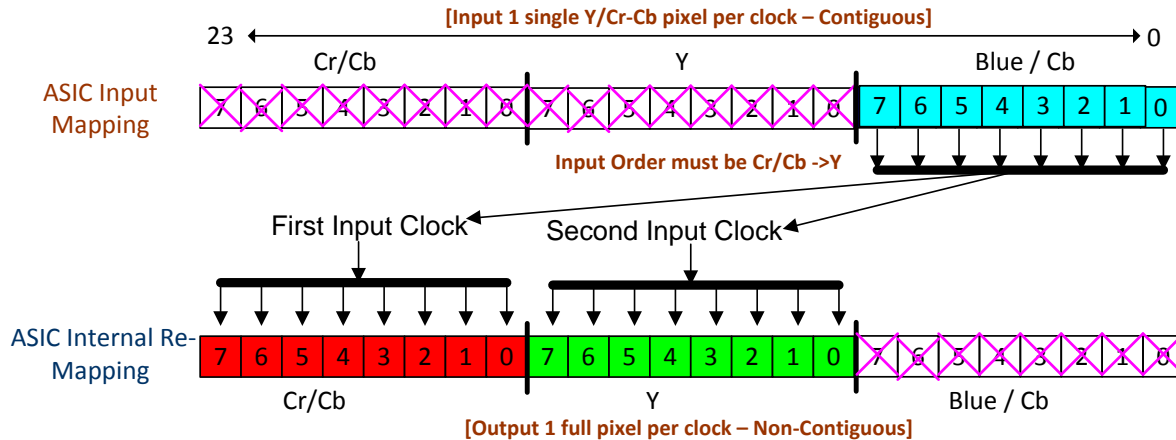 [Input 1 single Y/Cr-Cb pixel per clock – Contiguous]
23 0
Cr/Cb Y Blue / Cb
ASIC Input
Mapping
7 6 5 4 3 2 1 0 7 6 5 4 3 2 1 0 7 6 5 4 3 2 1 0
Input Order must be Cr/Cb ->Y
First Input Clock
Second Input Clock
ASIC Internal Re-
Mapping
7 6 5 4 3 2 1 0 7 6 5 4 3 2 1 0 7 6 5 4 3 2 1 0
Cr/Cb Y Blue / Cb
[Output 1 full pixel per clock – Non-Contiguous]